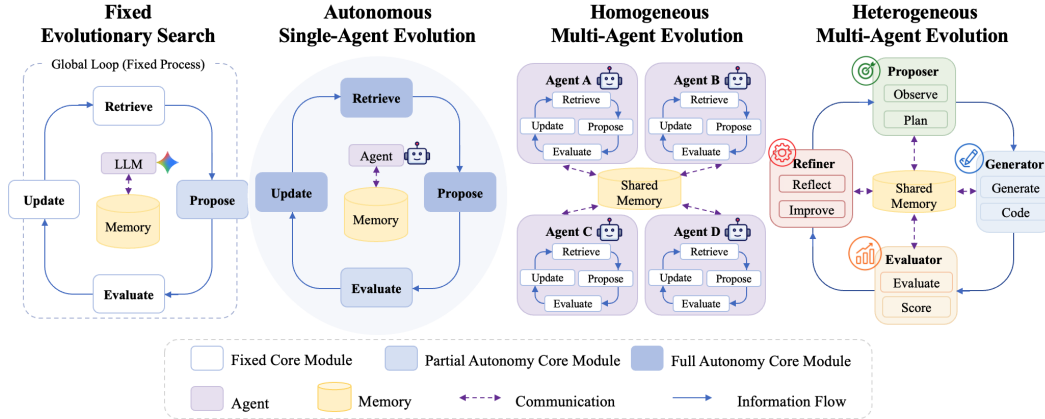 Fixed
Evolutionary Search
Global Loop (Fixed Process)
Retrieve
LLM
Update
Propose
Memory
Evaluate
Autonomous
Single-Agent Evolution
Retrieve
Agent
Update
Propose
Memory
Evaluate
Homogeneous
Multi-Agent Evolution
Agent A
Retrieve
Update
Propose
Evaluate
Agent B
Retrieve
Update
Propose
Evaluate
Shared
Memory
Agent C
Retrieve
Update
Propose
Evaluate
Agent D
Retrieve
Update
Propose
Evaluate
Heterogeneous
Multi-Agent Evolution
Proposer
Observe
Plan
Refiner
Reflect
Improve
Shared
Memory
Generator
Generate
Code
Evaluator
Evaluate
Score
Fixed Core Module
Partial Autonomy Core Module
Full Autonomy Core Module
Agent
Memory
Communication
Information Flow